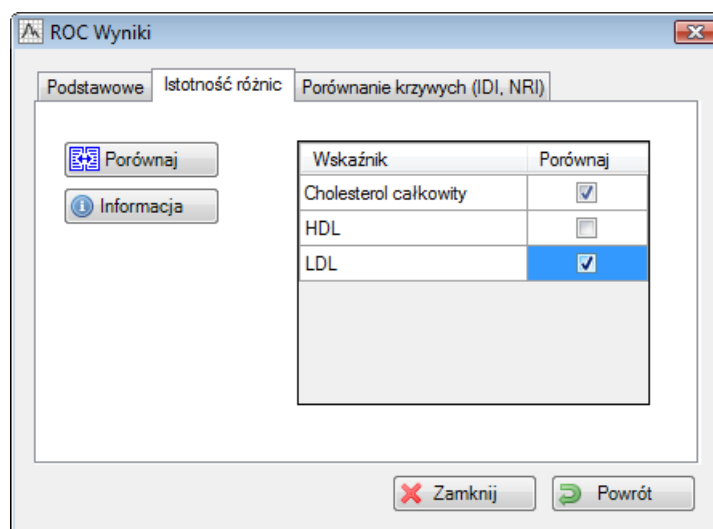 ROC Wyniki
Podstawowe Istotność różnic Porównanie krzywych (IDI, NRI)
Porównaj
Informacja
Wskaźnik Porównaj
Cholesterol całkowity
HDL
LDL
Zamknij Powrót